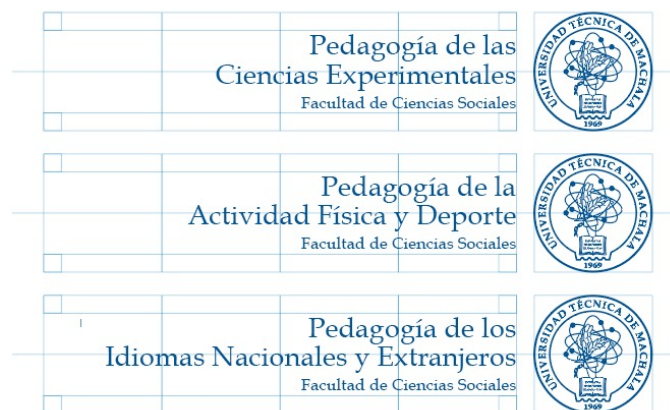 Pedagogía de las
Ciencias Experimentales
Facultad de Ciencias Sociales
UNIVERSIDAD TÉCNICA DE MACHALA
1969
Pedagogía de la
Actividad Física y Deporte
Facultad de Ciencias Sociales
UNIVERSIDAD TÉCNICA DE MACHALA
1969
Pedagogía de los
Idiomas Nacionales y Extranjeros
Facultad de Ciencias Sociales
UNIVERSIDAD TÉCNICA DE MACHALA
1969